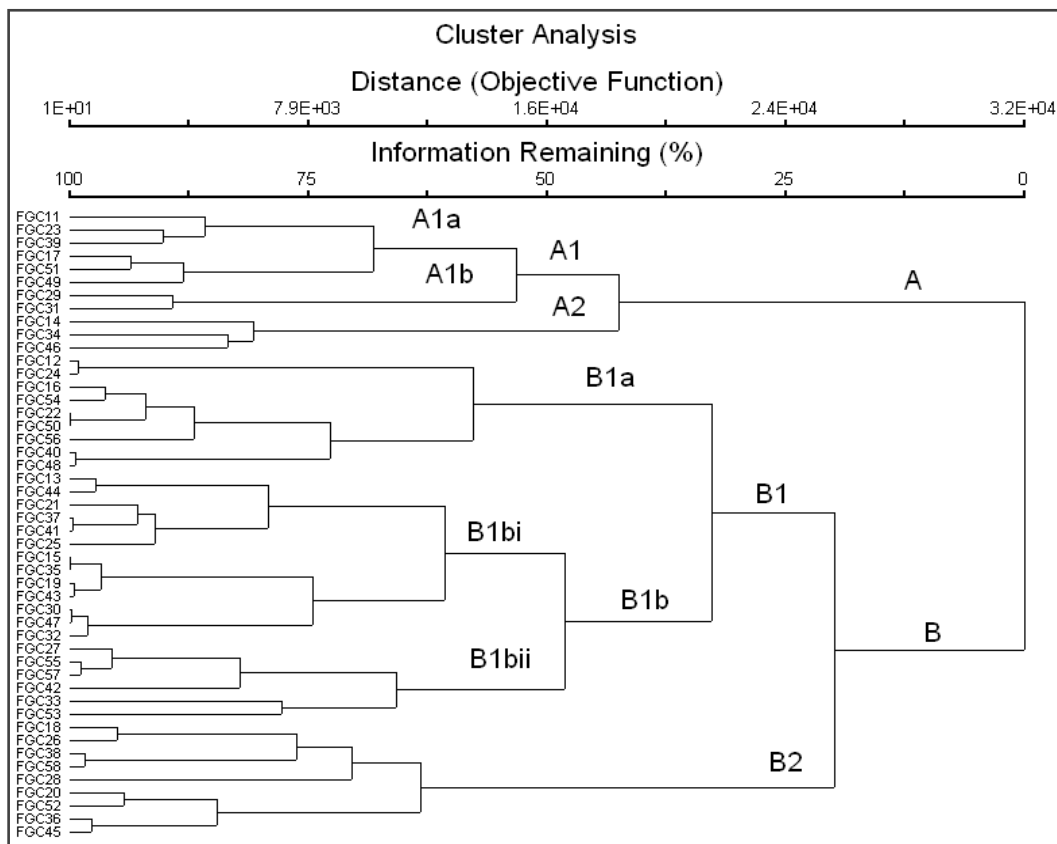 Cluster Analysis
Distance (Objective Function)
1E+01 7.9E+03 1.6E+04 2.4E+04 3.2E+04
Information Remaining (%)
100 75 50 25 0
FGC11
A1a
FGC23
FGC39
FGC17
A1
FGC51
A1b
FGC49
A
FGC29
A2
FGC31
FGC14
FGC34
FGC46
FGC12
FGC24
B1a
FGC16
FGC54
FGC22
FGC50
FGC56
FGC40
FGC48
FGC13
FGC44
B1
FGC21
FGC37
B1bi
FGC41
FGC25
FGC15
FGC35
FGC19
FGC43
FGC30
B1b
FGC47
FGC32
B
FGC27
B1bii
FGC55
FGC57
FGC42
FGC33
FGC53
FGC18
FGC26
FGC38
B2
FGC58
FGC28
FGC20
FGC52
FGC36
FGC45